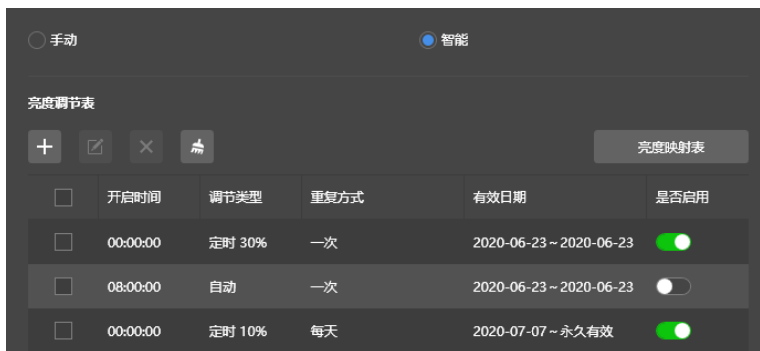 手动 智能
亮度调节表
亮度映射表
开启时间 调节类型 重复方式 有效日期 是否启用
00:00:00 定时 30% 一次 2020-06-23 ~ 2020-06-23
08:00:00 自动 一次 2020-06-23 ~ 2020-06-23
00:00:00 定时 10% 每天 2020-07-07 ~ 永久有效